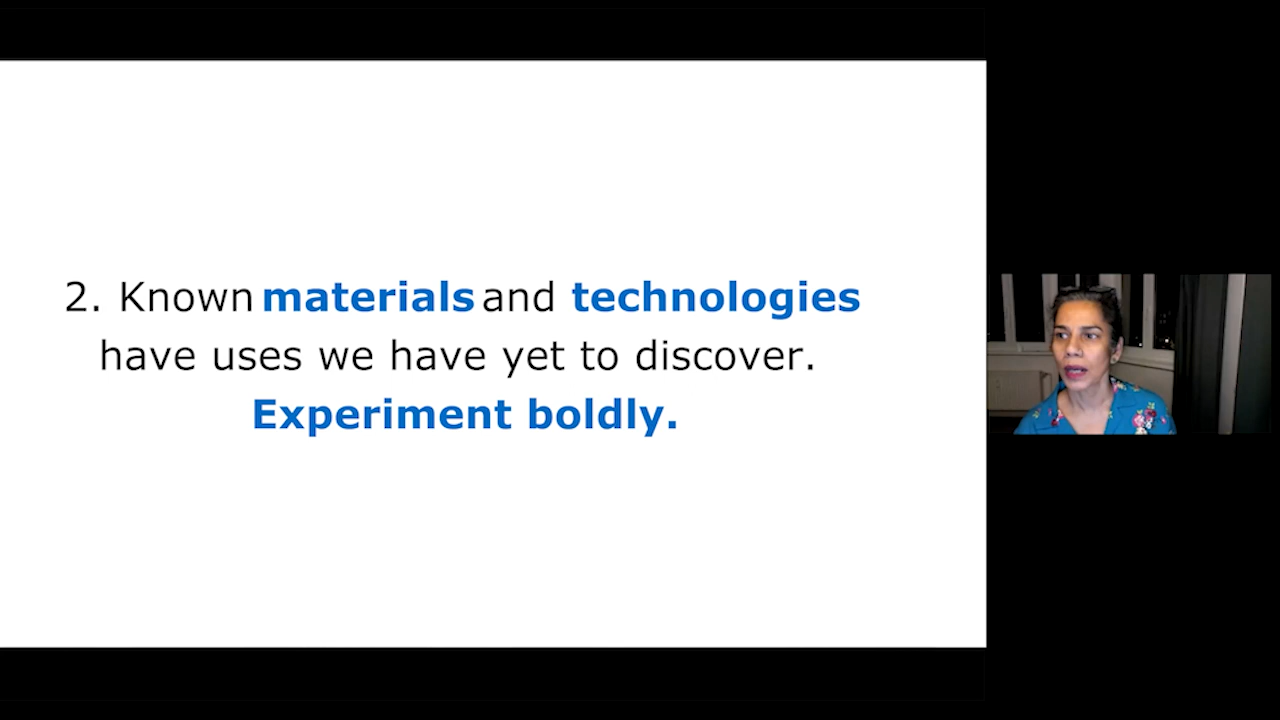 2. Known materials and technologies
have uses we have yet to discover.
Experiment boldly.